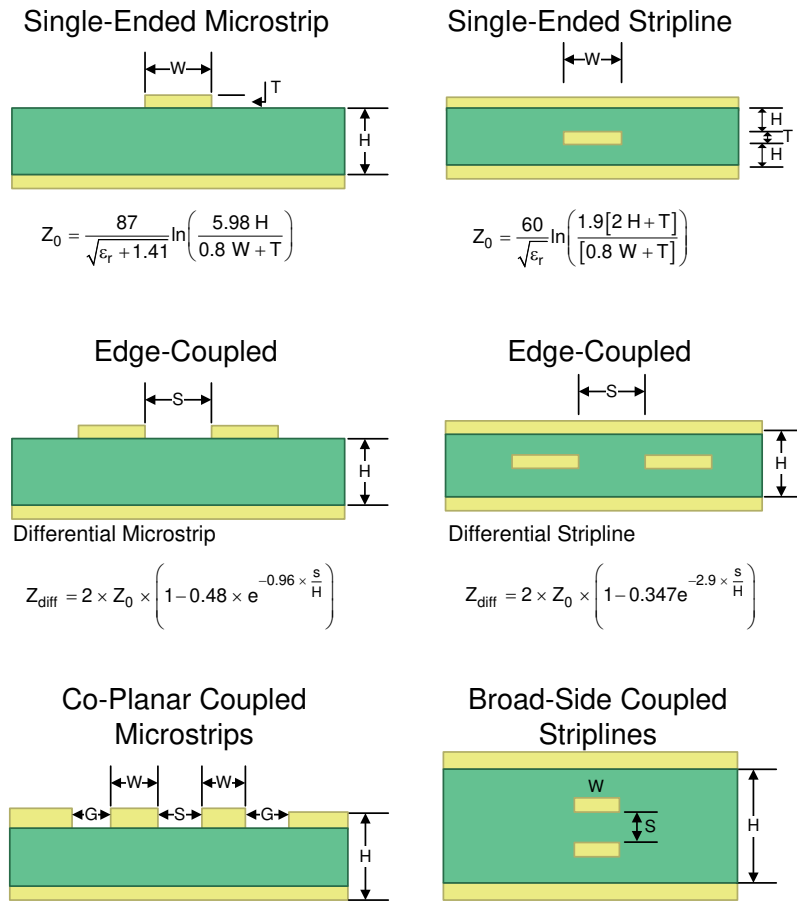 Single-Ended Microstrip
W
T
H
Z₀ = 87 / √(εᵣ + 1.41) ln(5.98 H / (0.8 W + T))
Single-Ended Stripline
W
H
T
H
Z₀ = 60 / √εᵣ ln(1.9[2 H + T] / [0.8 W + T])
Edge-Coupled
S
H
Differential Microstrip
Z_diff = 2 × Z₀ × (1 − 0.48 × e^(−0.96 × s/H))
Edge-Coupled
S
H
Differential Stripline
Z_diff = 2 × Z₀ × (1 − 0.347e^(−2.9 × s/H))
Co-Planar Coupled
Microstrips
W
W
G
S
G
H
Broad-Side Coupled
Striplines
W
S
H